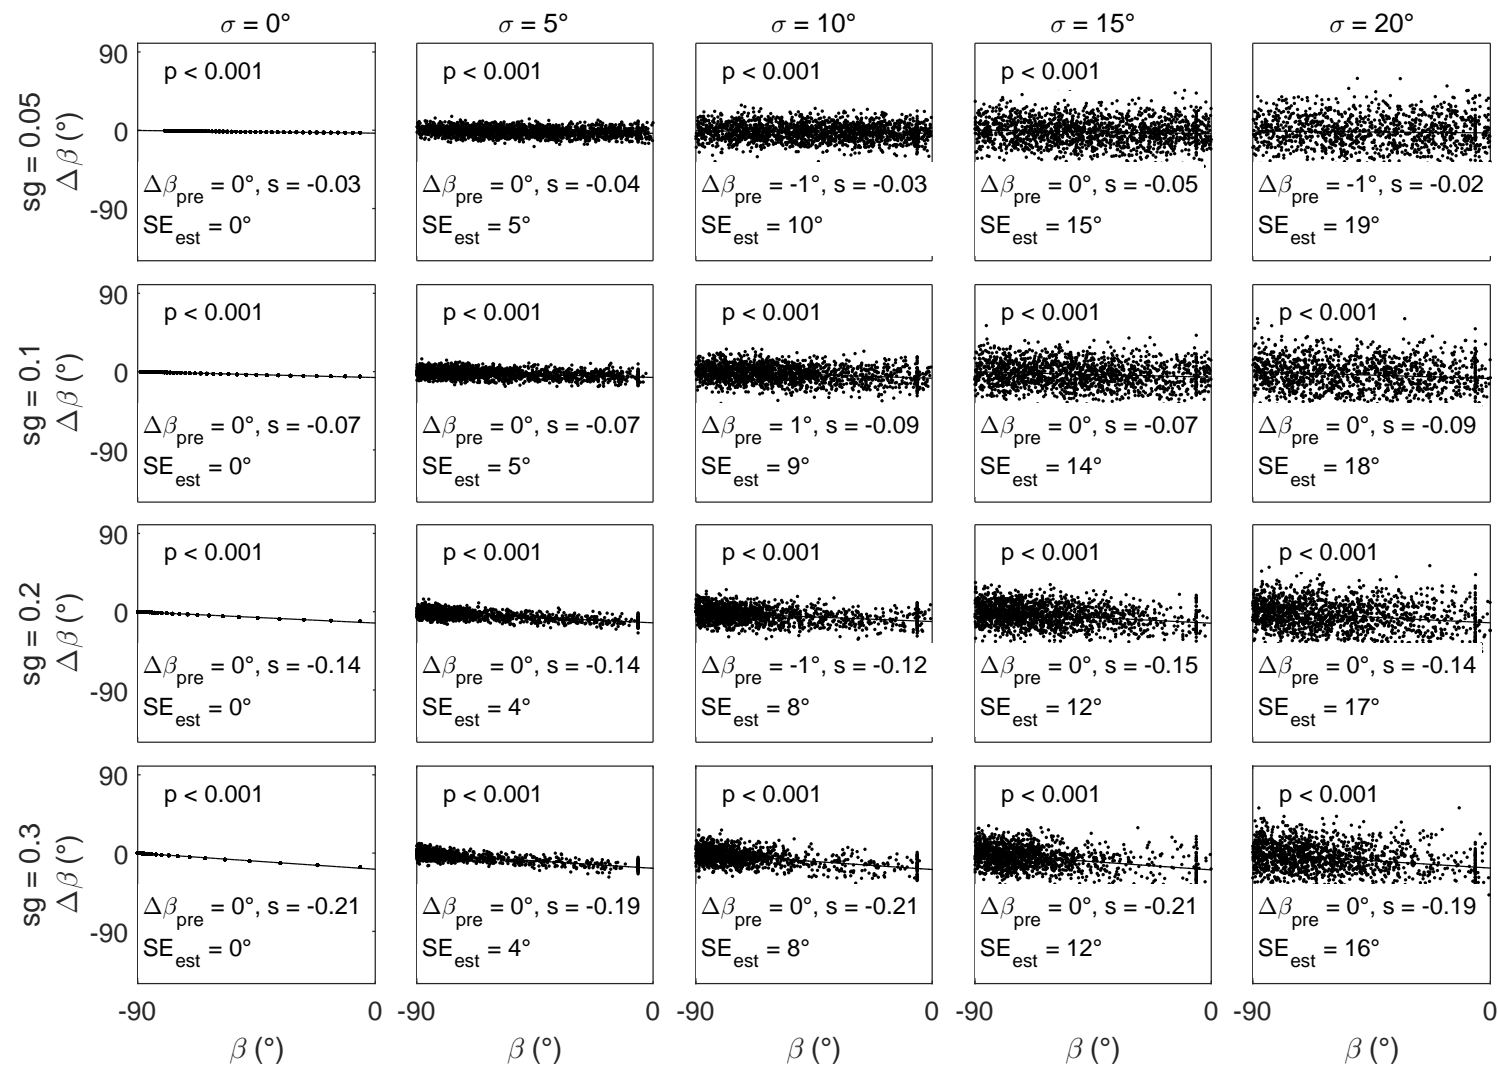 σ = 0° σ = 5° σ = 10° σ = 15° σ = 20°
sg = 0.05
Δβ (°)
90
0
-90
p < 0.001 p < 0.001 p < 0.001
Δβpre = 0°, s = -0.03 Δβpre = 0°, s = -0.04 Δβpre = -1°, s = -0.03 Δβpre = 0°, s = -0.05 Δβpre = -1°, s = -0.02
SEest = 0° SEest = 5° SEest = 10° SEest = 15° SEest = 19°
sg = 0.1
Δβ (°)
90
0
-90
p < 0.001 p < 0.001 p < 0.001 p < 0.001 p < 0.001
Δβpre = 0°, s = -0.07 Δβpre = 0°, s = -0.07 Δβpre = 1°, s = -0.09 Δβpre = 0°, s = -0.07 Δβpre = 0°, s = -0.09
SEest = 0° SEest = 5° SEest = 9° SEest = 14° SEest = 18°
sg = 0.2
Δβ (°)
90
0
-90
p < 0.001 p < 0.001 p < 0.001 p < 0.001 p < 0.001
Δβpre = 0°, s = -0.14 Δβpre = 0°, s = -0.14 Δβpre = -1°, s = -0.12 Δβpre = 0°, s = -0.15 Δβpre = 0°, s = -0.14
SEest = 0° SEest = 4° SEest = 8° SEest = 12° SEest = 17°
sg = 0.3
Δβ (°)
90
0
-90
p < 0.001 p < 0.001 p < 0.001 p < 0.001 p < 0.001
Δβpre = 0°, s = -0.21 Δβpre = 0°, s = -0.19 Δβpre = 0°, s = -0.21 Δβpre = 0°, s = -0.21 Δβpre = 0°, s = -0.19
SEest = 0° SEest = 4° SEest = 8° SEest = 12° SEest = 16°
-90 0 -90 0 -90 0 -90 0 -90 0
β (°) β (°) β (°) β (°) β (°)